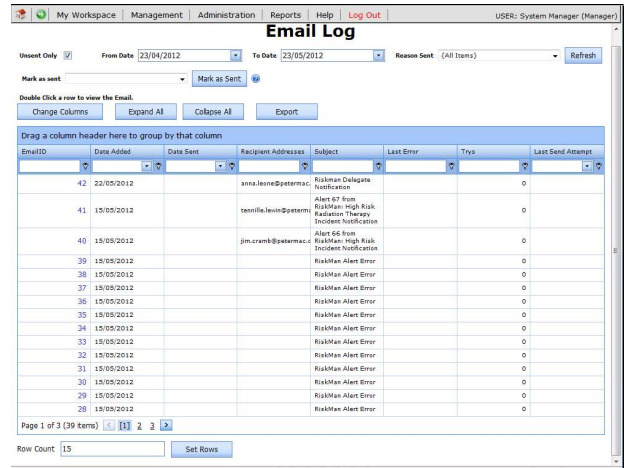 My Workspace Management Administration Reports Help Log Out USER: System Manager (Manager)
Email Log
Unsent Only From Date 23/04/2012 To Date 23/05/2012 Reason Sent {All Items} Refresh
Mark as sent Mark as Sent
Double Click a row to view the Email.
Change Columns Expand All Collapse All Export
Drag a column header here to group by that column
EmailID Date Added Date Sent Recipient Addresses Subject Last Error Trys Last Send Attempt
42 22/05/2012 anna.leone@petermac. Riskman Delegate
Notification 0
Alert 67 from
41 15/05/2012 tennille.lewin@peterma RiskMan: High Risk 0
Radiation Therapy
Incident Notification
Alert 66 from
40 15/05/2012 jim.cramb@petermac.c RiskMan: High Risk 0
Incident Notification
39 15/05/2012 RiskMan Alert Error 0
38 15/05/2012 RiskMan Alert Error 0
37 15/05/2012 RiskMan Alert Error 0
36 15/05/2012 RiskMan Alert Error 0
35 15/05/2012 RiskMan Alert Error 0
34 15/05/2012 RiskMan Alert Error 0
33 15/05/2012 RiskMan Alert Error 0
32 15/05/2012 RiskMan Alert Error 0
31 15/05/2012 RiskMan Alert Error 0
30 15/05/2012 RiskMan Alert Error 0
29 15/05/2012 RiskMan Alert Error 0
28 15/05/2012 RiskMan Alert Error 0
Page 1 of 3 (39 items) < [1] 2 3 >
Row Count 15 Set Rows